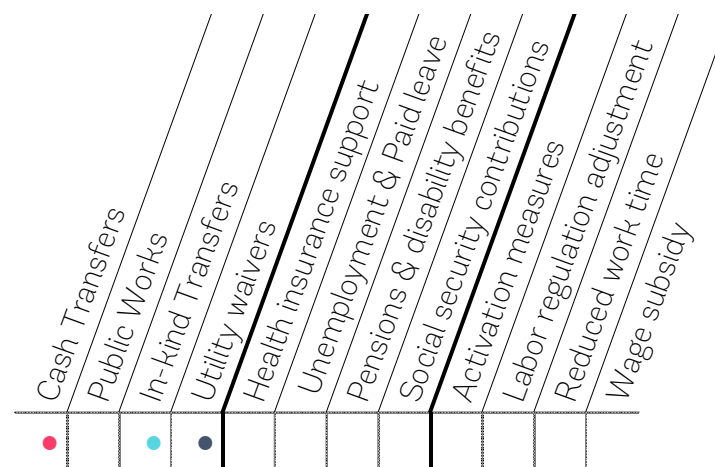 Cash Transfers
Public Works
In-kind Transfers
Utility waivers
Health insurance support
Unemployment & Paid leave
Pensions & disability benefits
Social security contributions
Activation measures
Labor regulation adjustment
Reduced work time
Wage subsidy